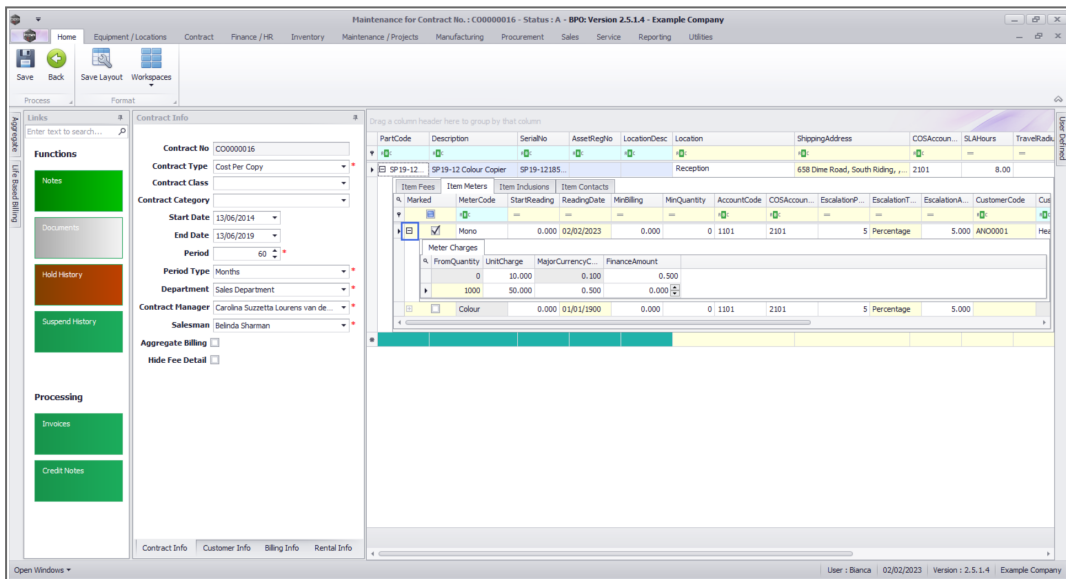 Maintenance for Contract No. : CO0000016 - Status : A - BPO: Version 2.5.1.4 - Example Company
Home Equipment / Locations Contract Finance / HR Inventory Maintenance / Projects Manufacturing Procurement Sales Service Reporting Utilities
Save Back Save Layout Workspaces
Process Format
Aggregate
Life Based Billing
Links
Enter text to search...
Functions
Notes
Documents
Hold History
Suspend History
Processing
Invoices
Credit Notes
Contract Info
Contract No CO0000016
Contract Type Cost Per Copy *
Contract Class
Contract Category
Start Date 13/06/2014
End Date 13/06/2019
Period 60 *
Period Type Months *
Department Sales Department *
Contract Manager Carolina Suzzetta Lourens van de... *
Salesman Belinda Sharman *
Aggregate Billing
Hide Fee Detail
Contract Info Customer Info Billing Info Rental Info
Drag a column header here to group by that column.
PartCode Description SerialNo AssetRegNo LocationDesc Location ShippingAddress COSAccoun... SLAHours TravelRadiu
SP19-12... SP19-12 Colour Copier SP19-12185... Reception 658 Dime Road, South Riding, ,... 2101 8.00
Item Fees Item Meters Item Inclusions Item Contacts
Marked MeterCode StartReading ReadingDate MinBilling MinQuantity AccountCode COSAccoun... EscalationP... EscalationT... EscalationA... CustomerCode Cus
Mono 0.000 02/02/2023 0.000 0 1101 2101 5 Percentage 5.000 ANO0001 Hea
Meter Charges
FromQuantity UnitCharge MajorCurrencyC... FinanceAmount
0 10.000 0.100 0.500
1000 50.000 0.500 0.000
Colour 0.000 01/01/1900 0.000 0 1101 2101 5 Percentage 5.000
User Defined
Open Windows
User : Bianca 02/02/2023 Version : 2.5.1.4 Example Company